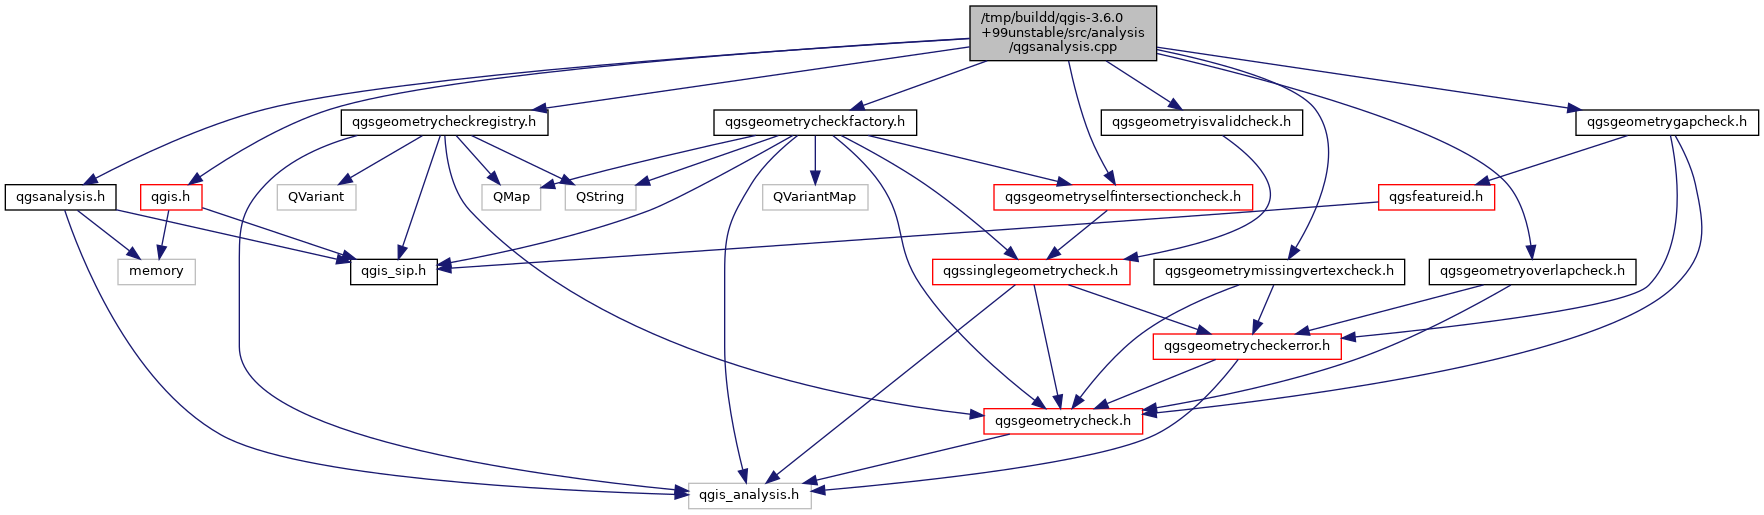 /tmp/buildd/qgis-3.6.0
+99unstable/src/analysis
/qgsanalysis.cpp
qgsgeometrycheckregistry.h
qgsgeometrycheckfactory.h
qgsgeometryisvalidcheck.h
qgsgeometrygapcheck.h
qgsanalysis.h
qgis.h
QVariant
QMap
QString
QVariantMap
qgsgeometryselfintersectioncheck.h
qgsfeatureid.h
memory
qgis_sip.h
qgssinglegeometrycheck.h
qgsgeometrymissingvertexcheck.h
qgsgeometryoverlapcheck.h
qgsgeometrycheckerror.h
qgsgeometrycheck.h
qgis_analysis.h